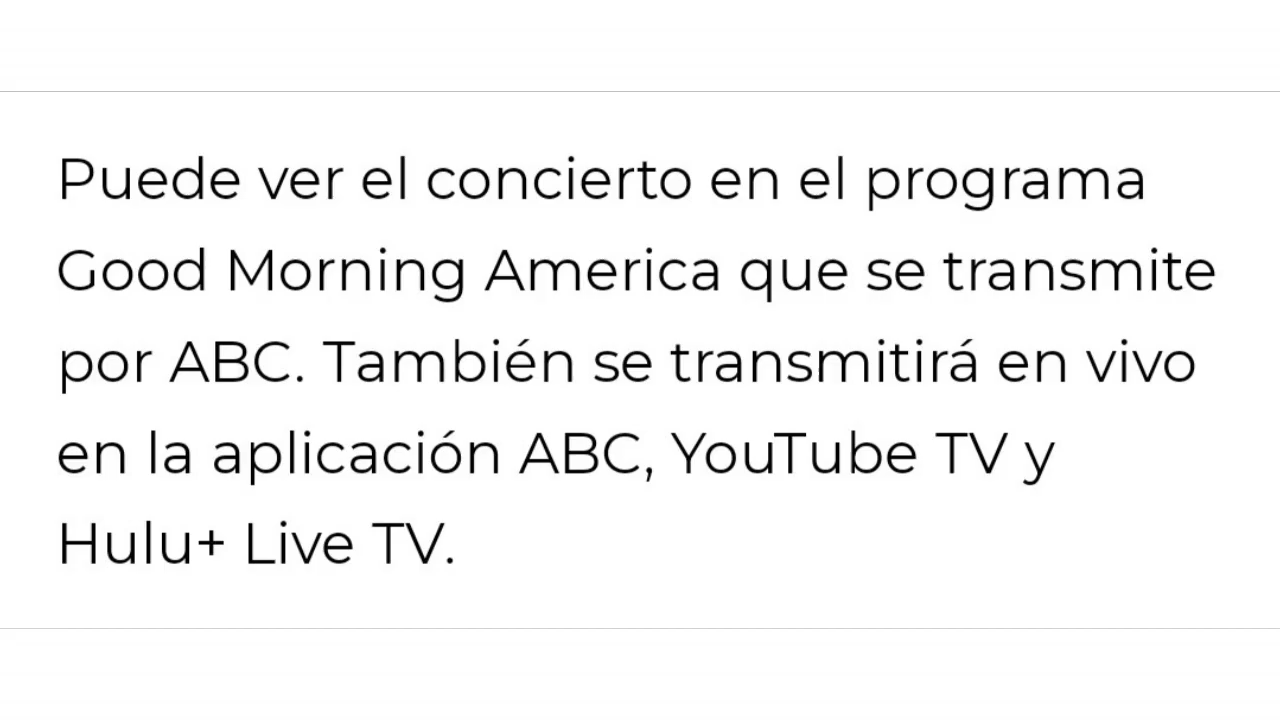 Puede ver el concierto en el programa
Good Morning America que se transmite
por ABC. También se transmitirá en vivo
en la aplicación ABC, YouTube TV y
Hulu+ Live TV.